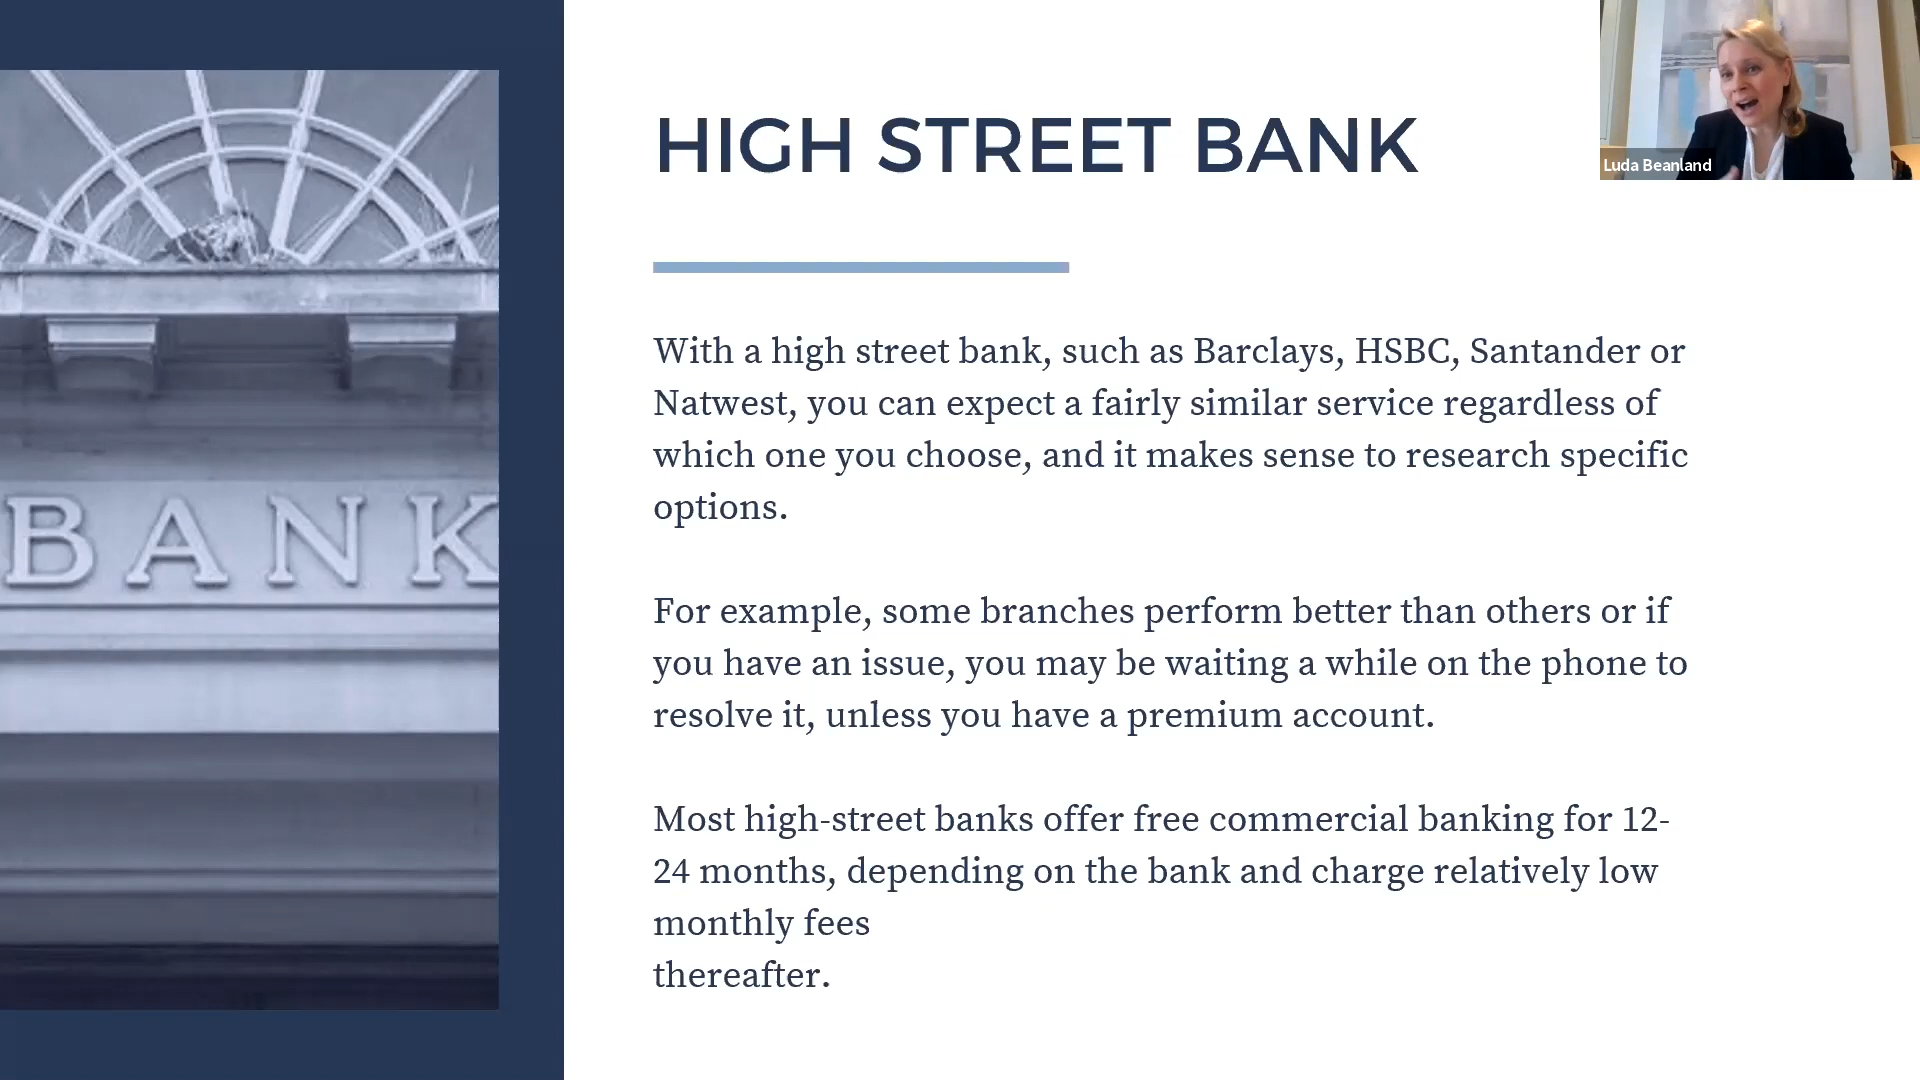 BANK
HIGH STREET BANK
Luda Beanland
With a high street bank, such as Barclays, HSBC, Santander or
Natwest, you can expect a fairly similar service regardless of
which one you choose, and it makes sense to research specific
options.
For example, some branches perform better than others or if
you have an issue, you may be waiting a while on the phone to
resolve it, unless you have a premium account.
Most high-street banks offer free commercial banking for 12-
24 months, depending on the bank and charge relatively low
monthly fees
thereafter.